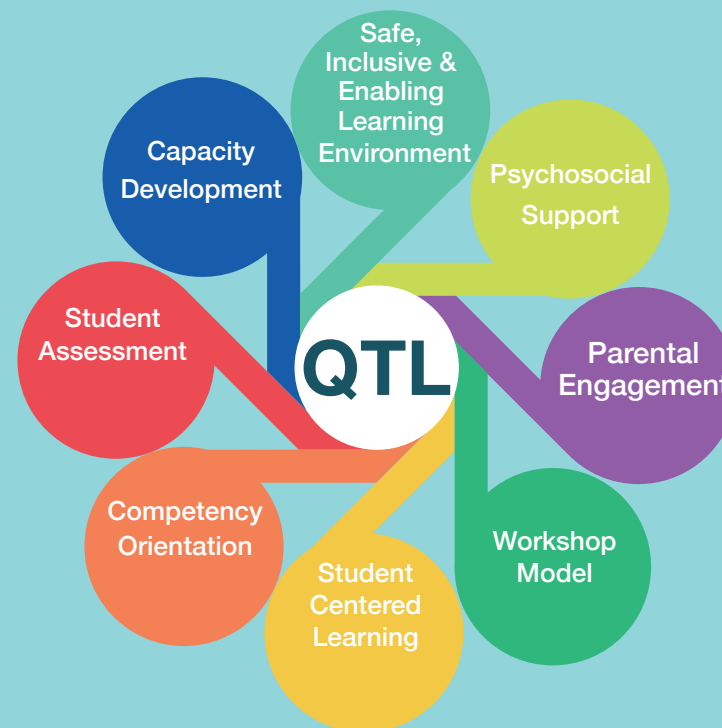 Safe,
Inclusive &
Enabling
Learning
Environment
Psychosocial
Support
Parental
Engagement
Workshop
Model
Student
Centered
Learning
Competency
Orientation
Student
Assessment
Capacity
Development
QTL